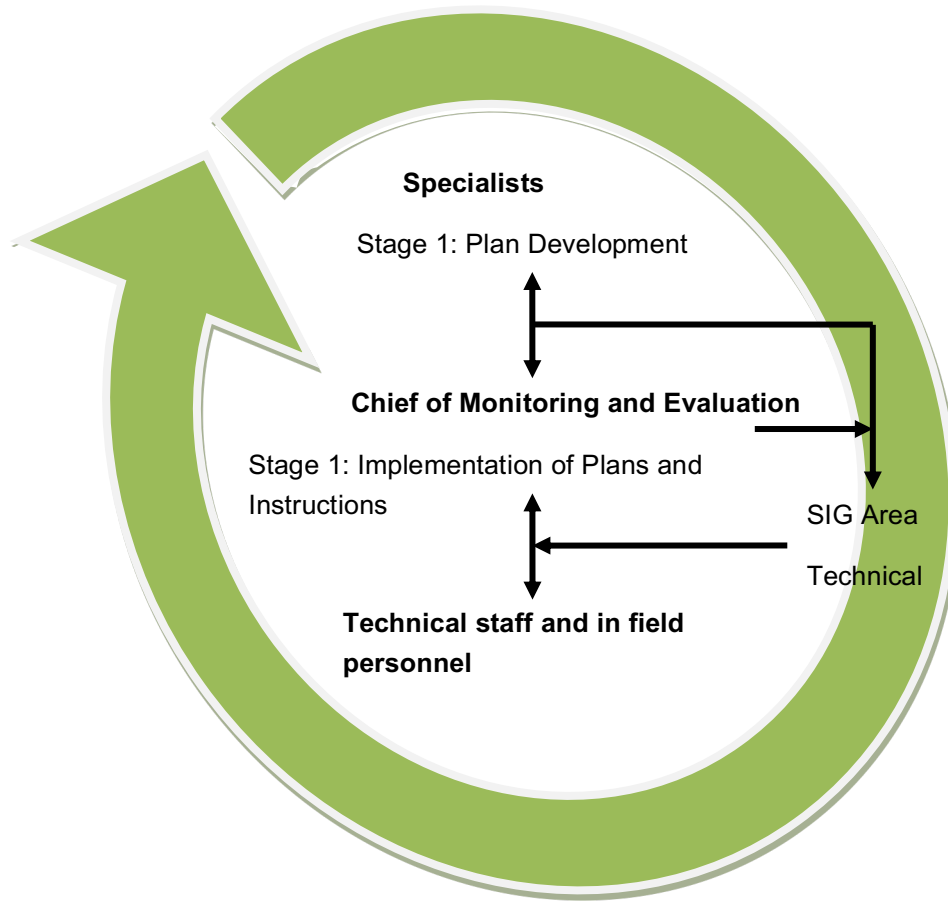 Specialists
Stage 1: Plan Development
Chief of Monitoring and Evaluation
Stage 1: Implementation of Plans and
Instructions
SIG Area
Technical
Technical staff and in field
personnel